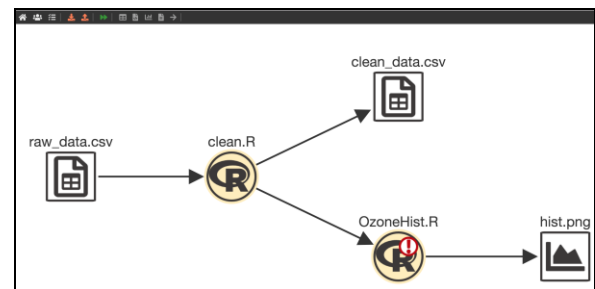 clean_data.csv
raw_data.csv
clean.R
R
OzoneHist.R
R
!
hist.png